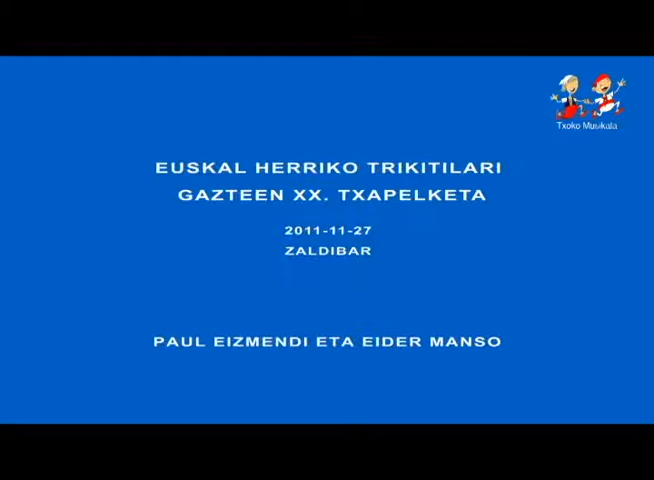 Txoko Musikala
EUSKAL HERRIKO TRIKITILARI
GAZTEEN XX. TXAPELKETA
2011-11-27
ZALDIBAR
PAUL EIZMENDI ETA EIDER MANSO